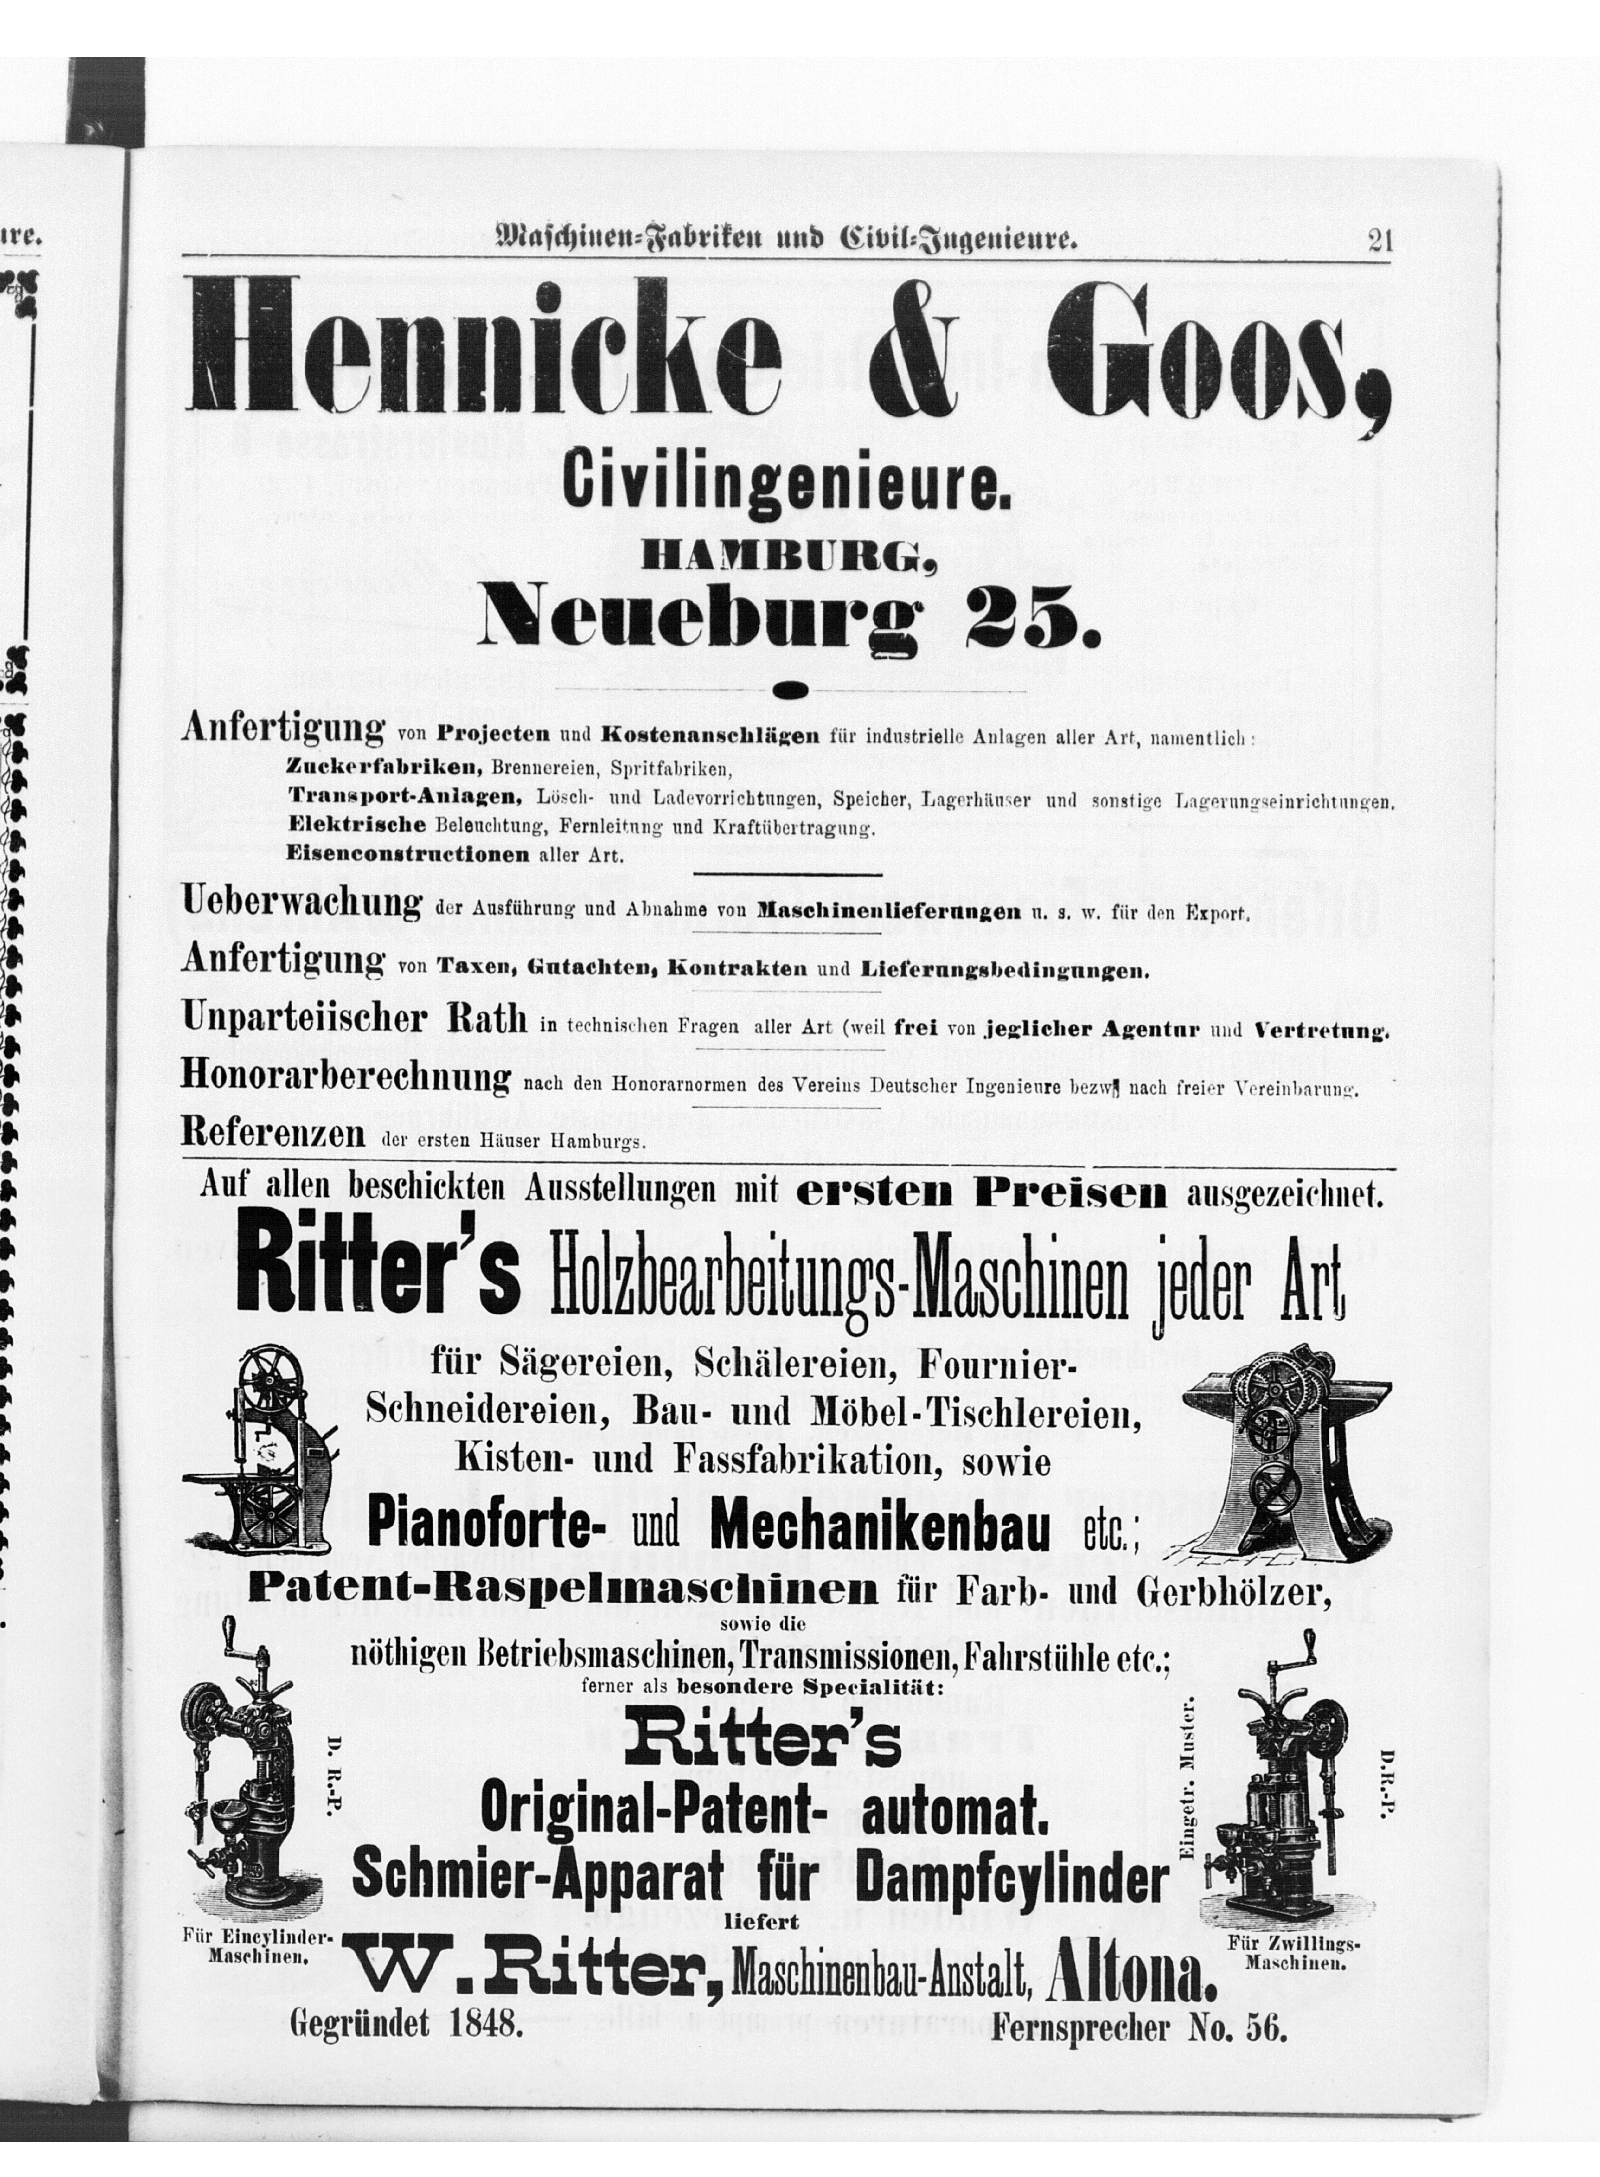 ure.
Maschinen-Fabriken und Civil-Ingenieure. 21
Hennicke & Goos,
Civilingenieure.
HAMBURG,
Neueburg 25.
Anfertigung von Projecten und Kostenanschlägen für industrielle Anlagen aller Art, namentlich:
Zuckerfabriken, Brennereien, Spritfabriken,
Transport-Anlagen, Lösch- und Ladevorrichtungen, Speicher, Lagerhäuser und sonstige Lagerungseinrichtungen.
Elektrische Beleuchtung, Fernleitung und Kraftübertragung.
Eisenconstructionen aller Art.
Ueberwachung der Ausführung und Abnahme von Maschinenlieferungen u. s. w. für den Export.
Anfertigung von Taxen, Gutachten, Kontrakten und Lieferungsbedingungen.
Unparteiischer Rath in technischen Fragen aller Art (weil frei von jeglicher Agentur und Vertretung.
Honorarberechnung nach den Honorarnormen des Vereins Deutscher Ingenieure bezw. nach freier Vereinbarung.
Referenzen der ersten Häuser Hamburgs.
Auf allen beschickten Ausstellungen mit ersten Preisen ausgezeichnet.
Ritter's Holzbearbeitungs-Maschinen jeder Art
für Sägereien, Schälereien, Fournier-
Schneidereien, Bau- und Möbel-Tischlereien,
Kisten- und Fassfabrikation, sowie
Pianoforte- und Mechanikenbau etc.;
Patent-Raspelmaschinen für Farb- und Gerbhölzer,
sowie die
nöthigen Betriebsmaschinen, Transmissionen, Fahrstühle etc.;
ferner als besondere Specialität:
Ritter's
Original-Patent- automat.
Schmier-Apparat für Dampfcylinder
liefert
W. Ritter, Maschinenbau-Anstalt, Altona.
D. R.-P.
Für Eincylinder-
Maschinen.
Eingetr. Muster.
D. R.-P.
Für Zwillings-
Maschinen.
Gegründet 1848. Fernsprecher No. 56.